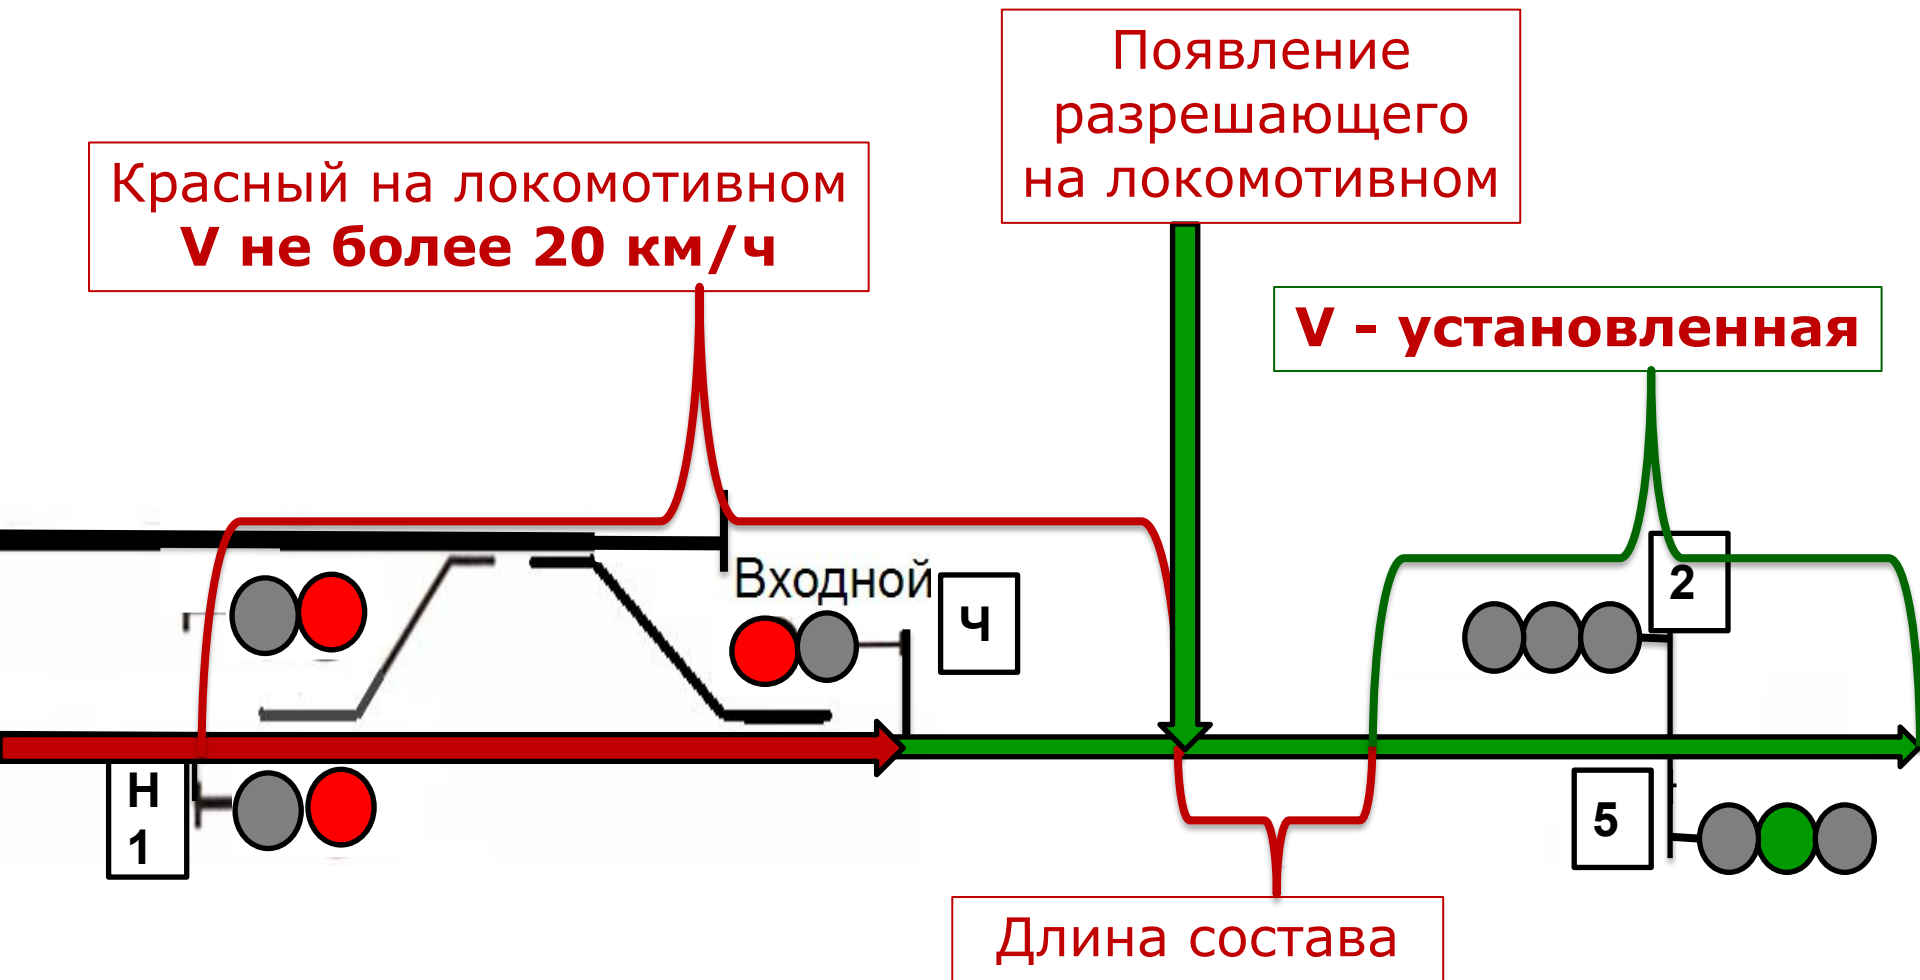 Появление
разрешающего
на локомотивном
Красный на локомотивном
V не более 20 км/ч
V - установленная
Входной
Ч
2
Н
1
5
Длина состава